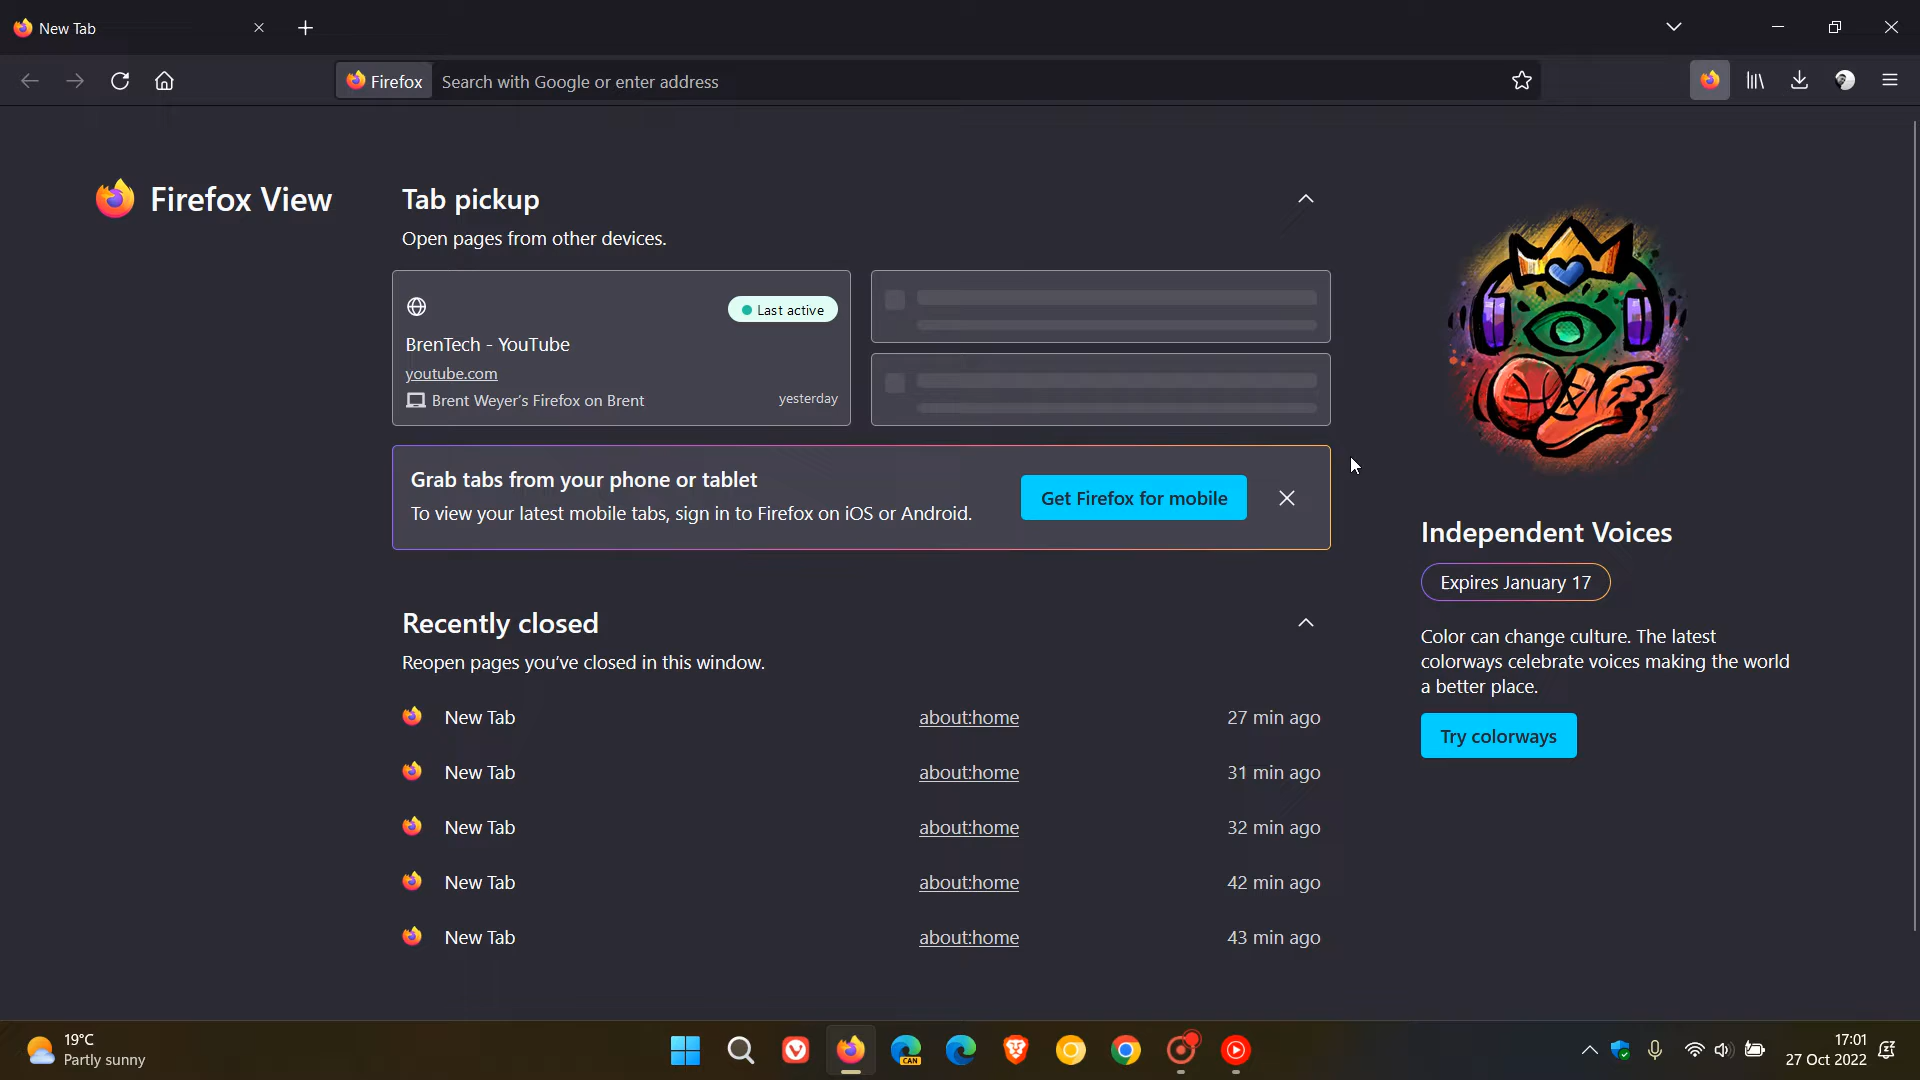 New Tab
Firefox
Search with Google or enter address
Firefox View
Tab pickup
Open pages from other devices.
Last active
BrenTech - YouTube
youtube.com
Brent Weyer's Firefox on Brent
yesterday
Grab tabs from your phone or tablet
To view your latest mobile tabs, sign in to Firefox on iOS or Android.
Get Firefox for mobile
Independent Voices
Expires January 17
Color can change culture. The latest
colorways celebrate voices making the world
a better place.
Try colorways
Recently closed
Reopen pages you've closed in this window.
New Tab about:home 27 min ago
New Tab about:home 31 min ago
New Tab about:home 32 min ago
New Tab about:home 42 min ago
New Tab about:home 43 min ago
19°C
Partly sunny
CAN
17:01
27 Oct 2022